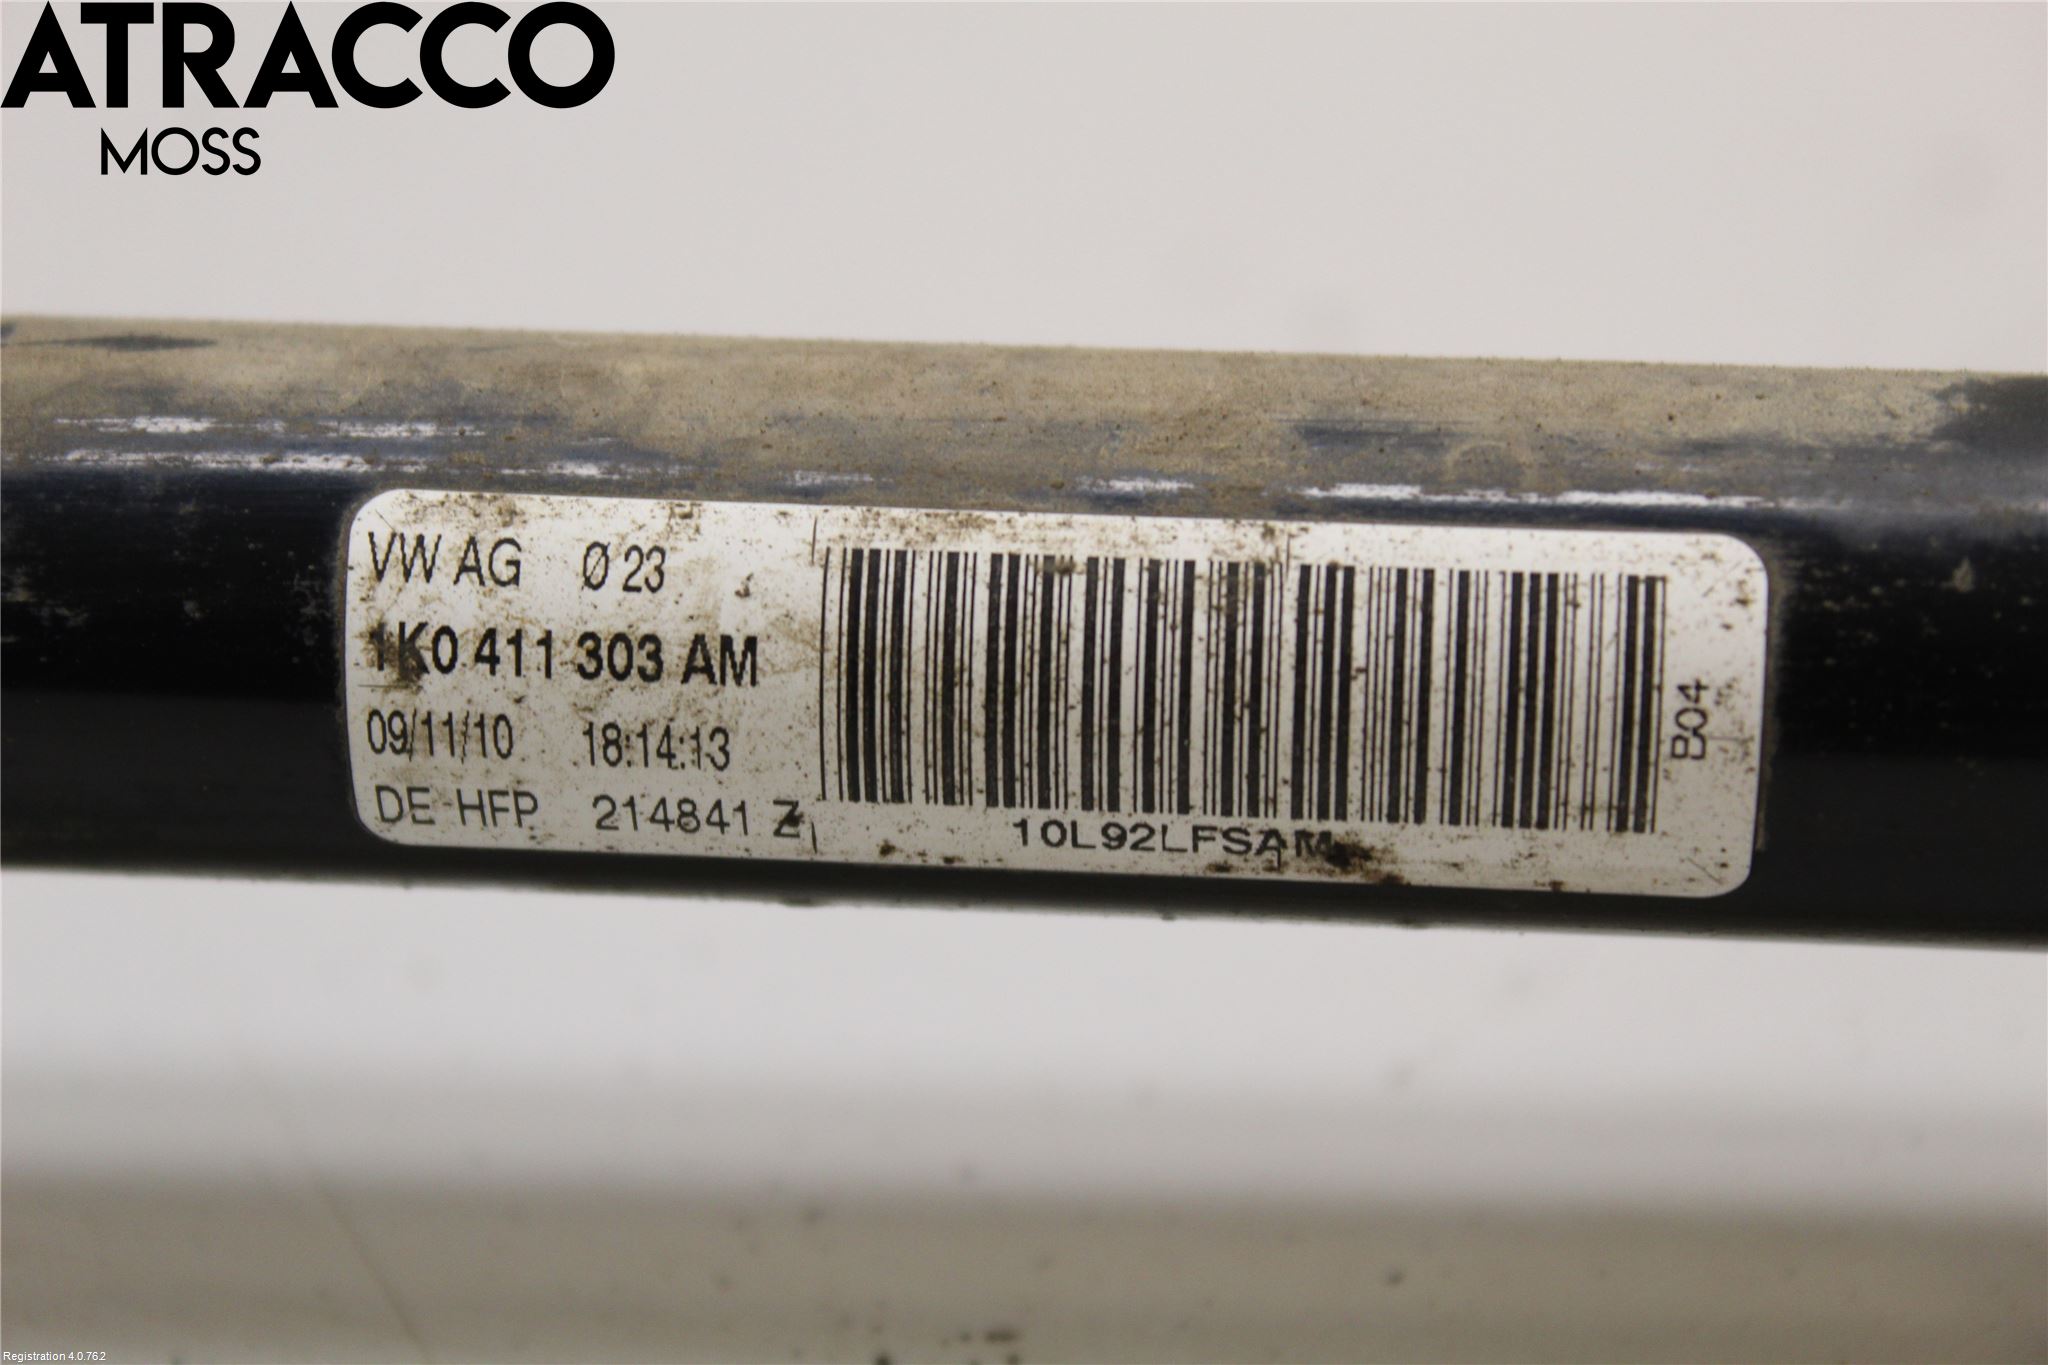 ATRACCO
MOSS
VW AG Ø 23
1K0 411 303 AM
09/11/10 18:14:13
DE-HFP 214841 Z
10L92LFSAM
B04
Registration 4.0.762